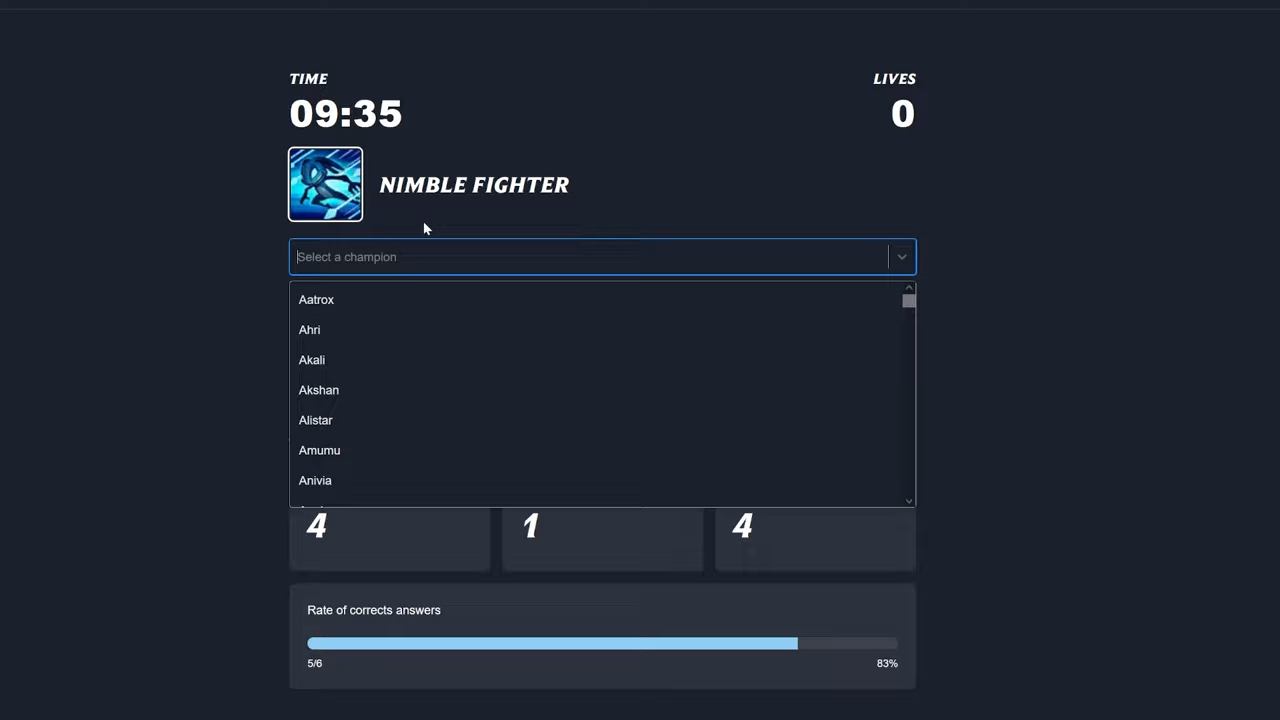 TIME
LIVES
09:35
0
NIMBLE FIGHTER
Select a champion
Aatrox
Ahri
Akali
Akshan
Alistar
Amumu
Anivia
4
1
4
Rate of corrects answers
5/6
83%